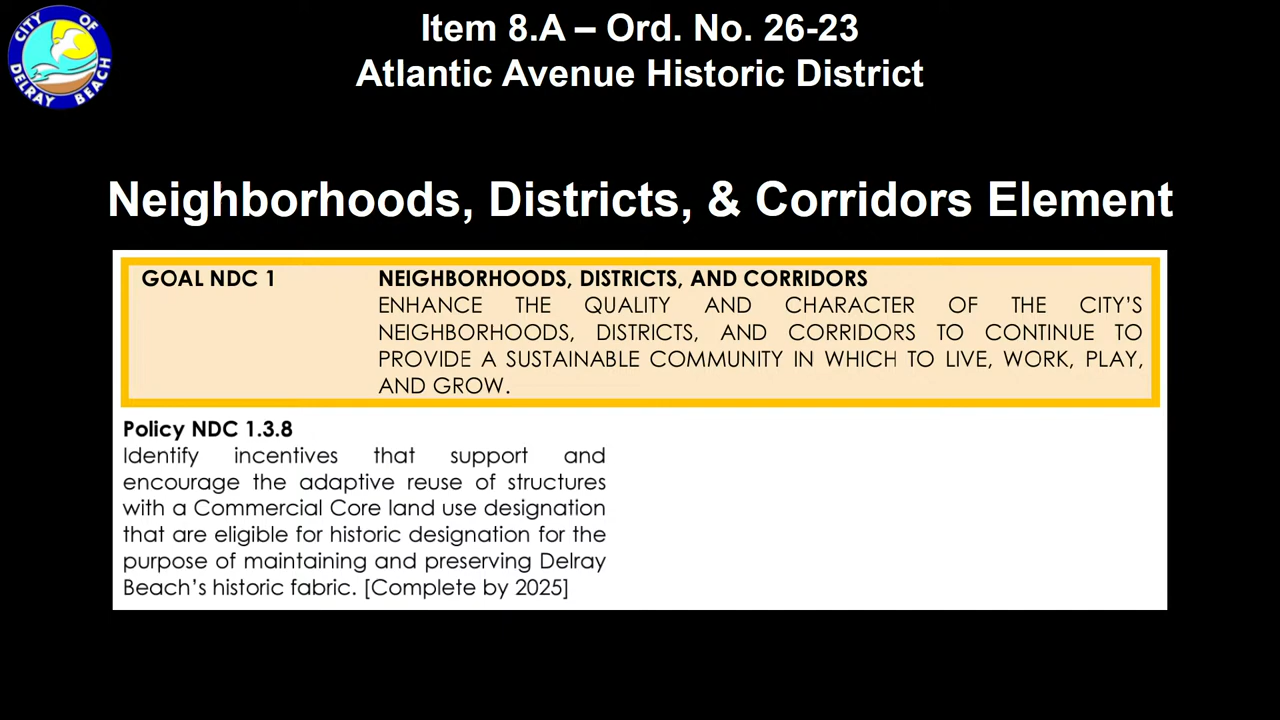 CITY OF
DELRAY BEACH
Item 8.A – Ord. No. 26-23
Atlantic Avenue Historic District
Neighborhoods, Districts, & Corridors Element
GOAL NDC 1 NEIGHBORHOODS, DISTRICTS, AND CORRIDORS
ENHANCE THE QUALITY AND CHARACTER OF THE CITY'S
NEIGHBORHOODS, DISTRICTS, AND CORRIDORS TO CONTINUE TO
PROVIDE A SUSTAINABLE COMMUNITY IN WHICH TO LIVE, WORK, PLAY,
AND GROW.
Policy NDC 1.3.8
Identify incentives that support and
encourage the adaptive reuse of structures
with a Commercial Core land use designation
that are eligible for historic designation for the
purpose of maintaining and preserving Delray
Beach's historic fabric. [Complete by 2025]